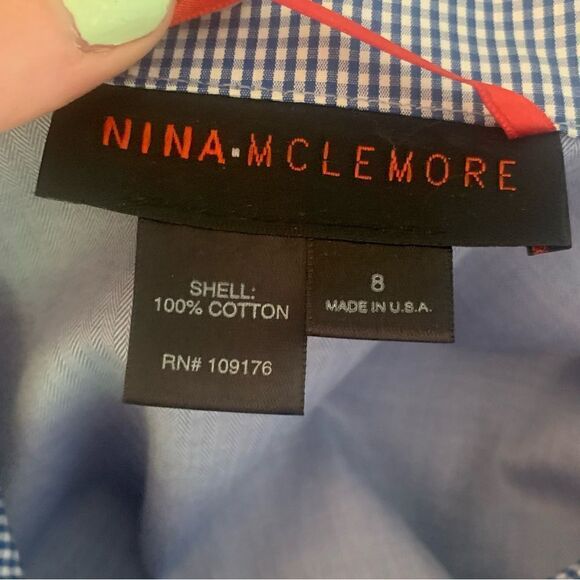 NINA MCLEMORE
SHELL:
100% COTTON
RN# 109176
8
MADE IN U.S.A.